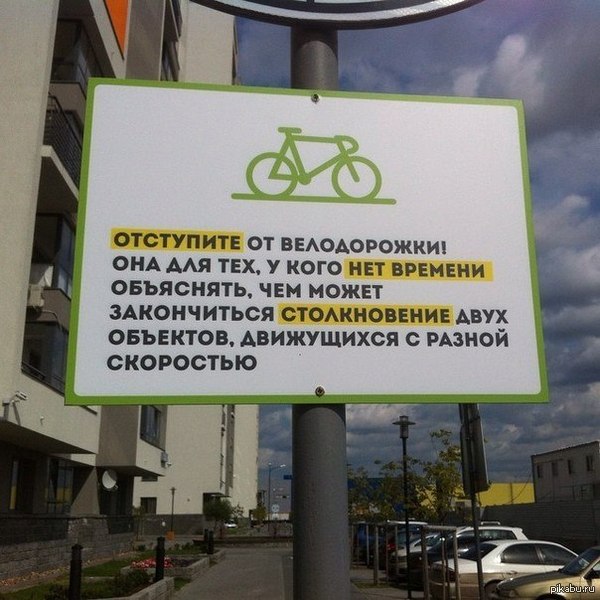 ОТСТУПИТЕ ОТ ВЕЛОДОРОЖКИ!
ОНА ДЛЯ ТЕХ, У КОГО НЕТ ВРЕМЕНИ
ОБЪЯСНЯТЬ, ЧЕМ МОЖЕТ
ЗАКОНЧИТЬСЯ СТОЛКНОВЕНИЕ ДВУХ
ОБЪЕКТОВ, ДВИЖУЩИХСЯ С РАЗНОЙ
СКОРОСТЬЮ
pikabu.ru